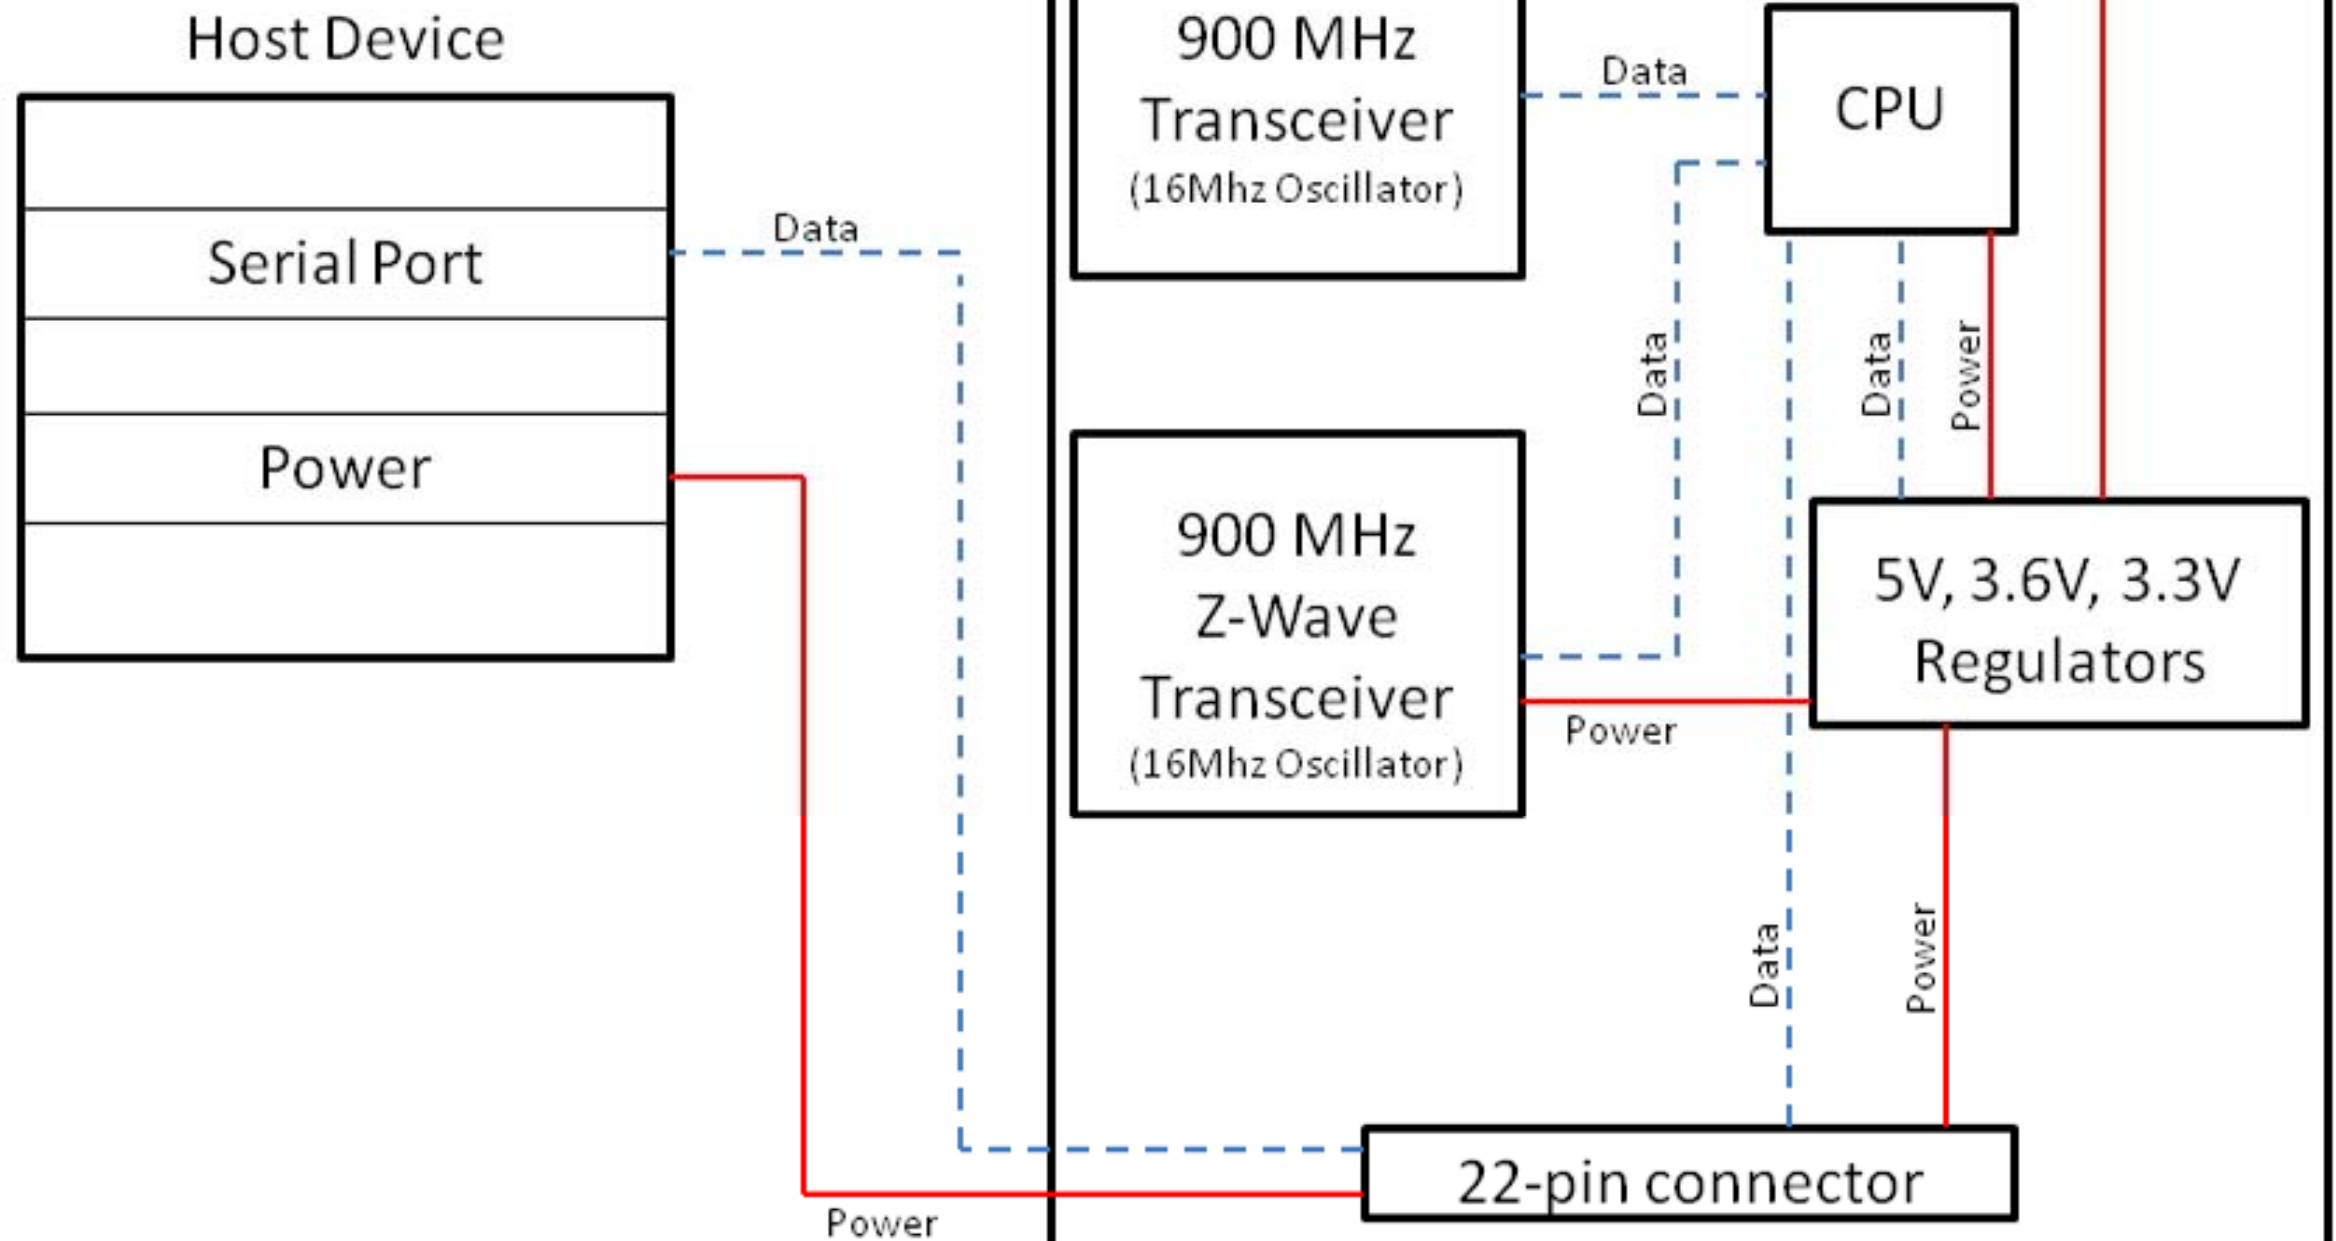 Host Device
Serial Port
Power
Data
Power
900 MHz
Transceiver
(16Mhz Oscillator)
Data
CPU
Data
Data
Power
900 MHz
Z-Wave
Transceiver
(16Mhz Oscillator)
Power
5V, 3.6V, 3.3V
Regulators
Data
Power
22-pin connector